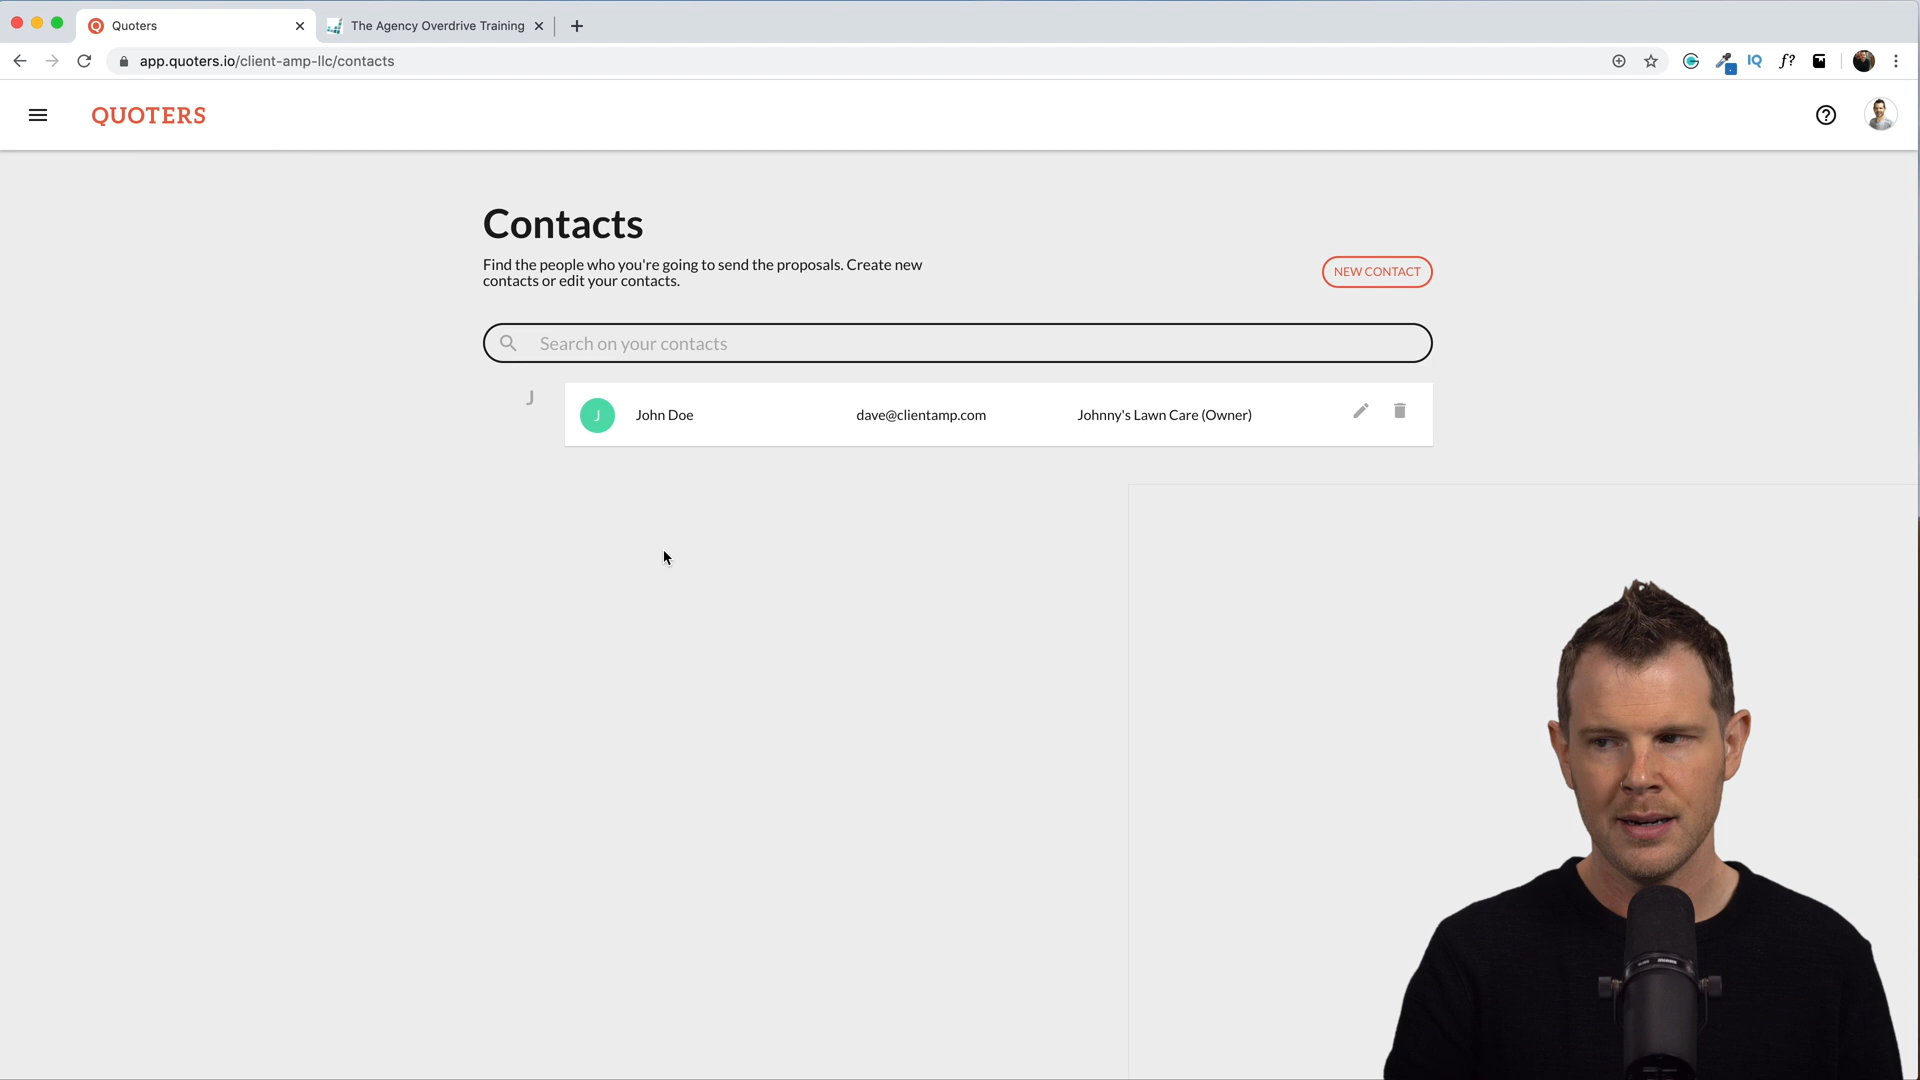 Quoters
The Agency Overdrive Training
app.quoters.io/client-amp-llc/contacts
IQ
f?
QUOTERS
Contacts
Find the people who you're going to send the proposals. Create new
contacts or edit your contacts.
NEW CONTACT
Search on your contacts
J
J
John Doe
dave@clientamp.com
Johnny's Lawn Care (Owner)